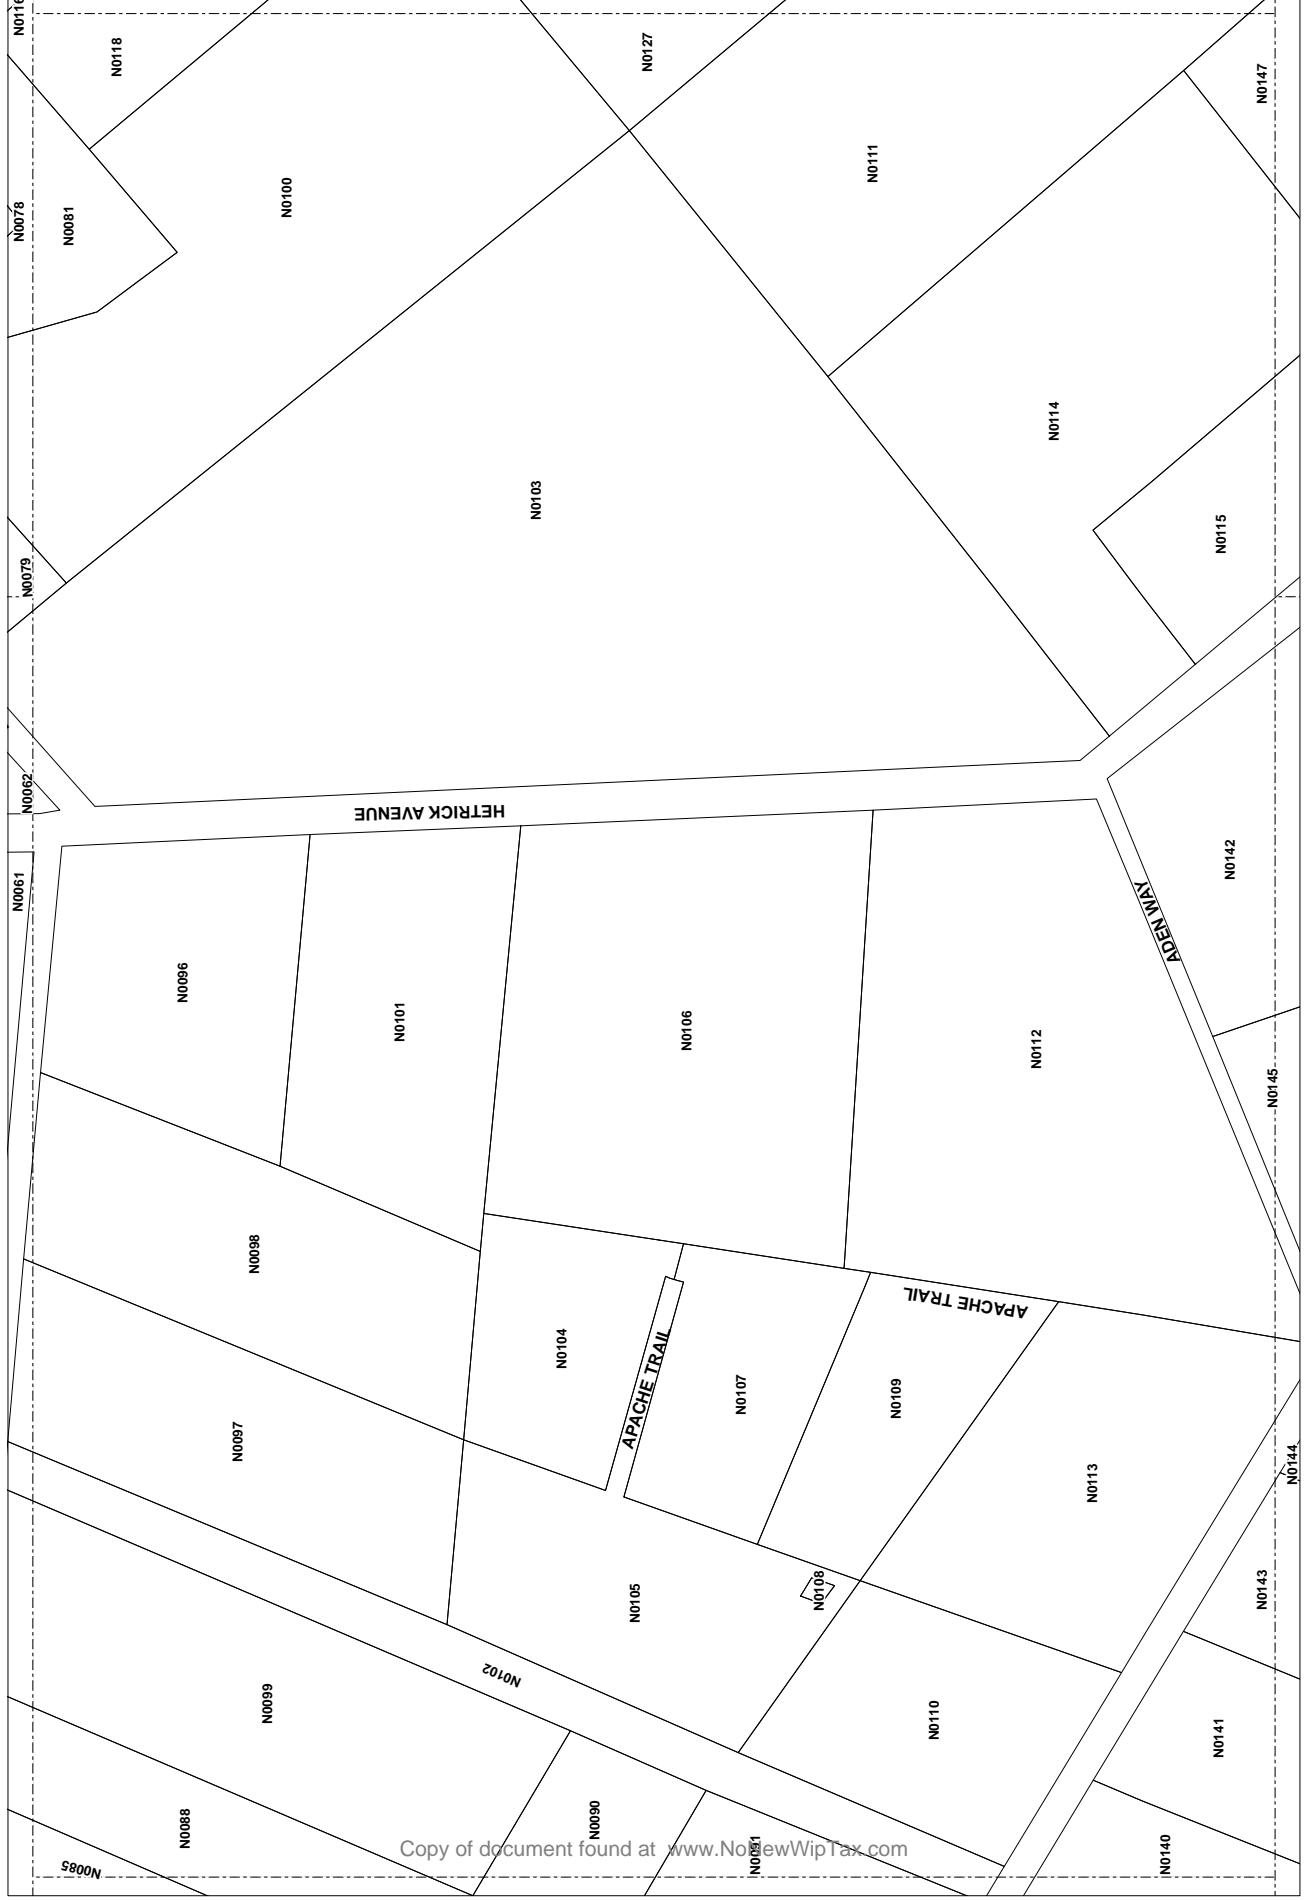 N0116
N0118
N0127
N0147
N0078
N0081
N0100
N0111
N0079
N0103
N0114
N0115
N0062
HETRICK AVENUE
N0061
N0096
N0101
N0106
N0112
ADEN WAY
N0142
N0145
N0098
N0104
APACHE TRAIL
APACHE TRAIL
N0107
N0109
N0097
N0113
N0144
N0105
N0108
N0143
N0102
N0099
N0110
N0141
N0088
N0090
N0091
N0140
N0085
Copy of document found at www.NoNewWipTax.com